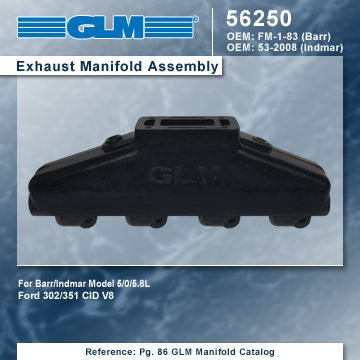 GLM
56250
OEM: FM-1-83 (Barr)
OEM: 53-2008 (Indmar)
Exhaust Manifold Assembly
GLM
For Barr/Indmar Model 5/0/5.8L
Ford 302/351 CID V8
Reference: Pg. 86 GLM Manifold Catalog